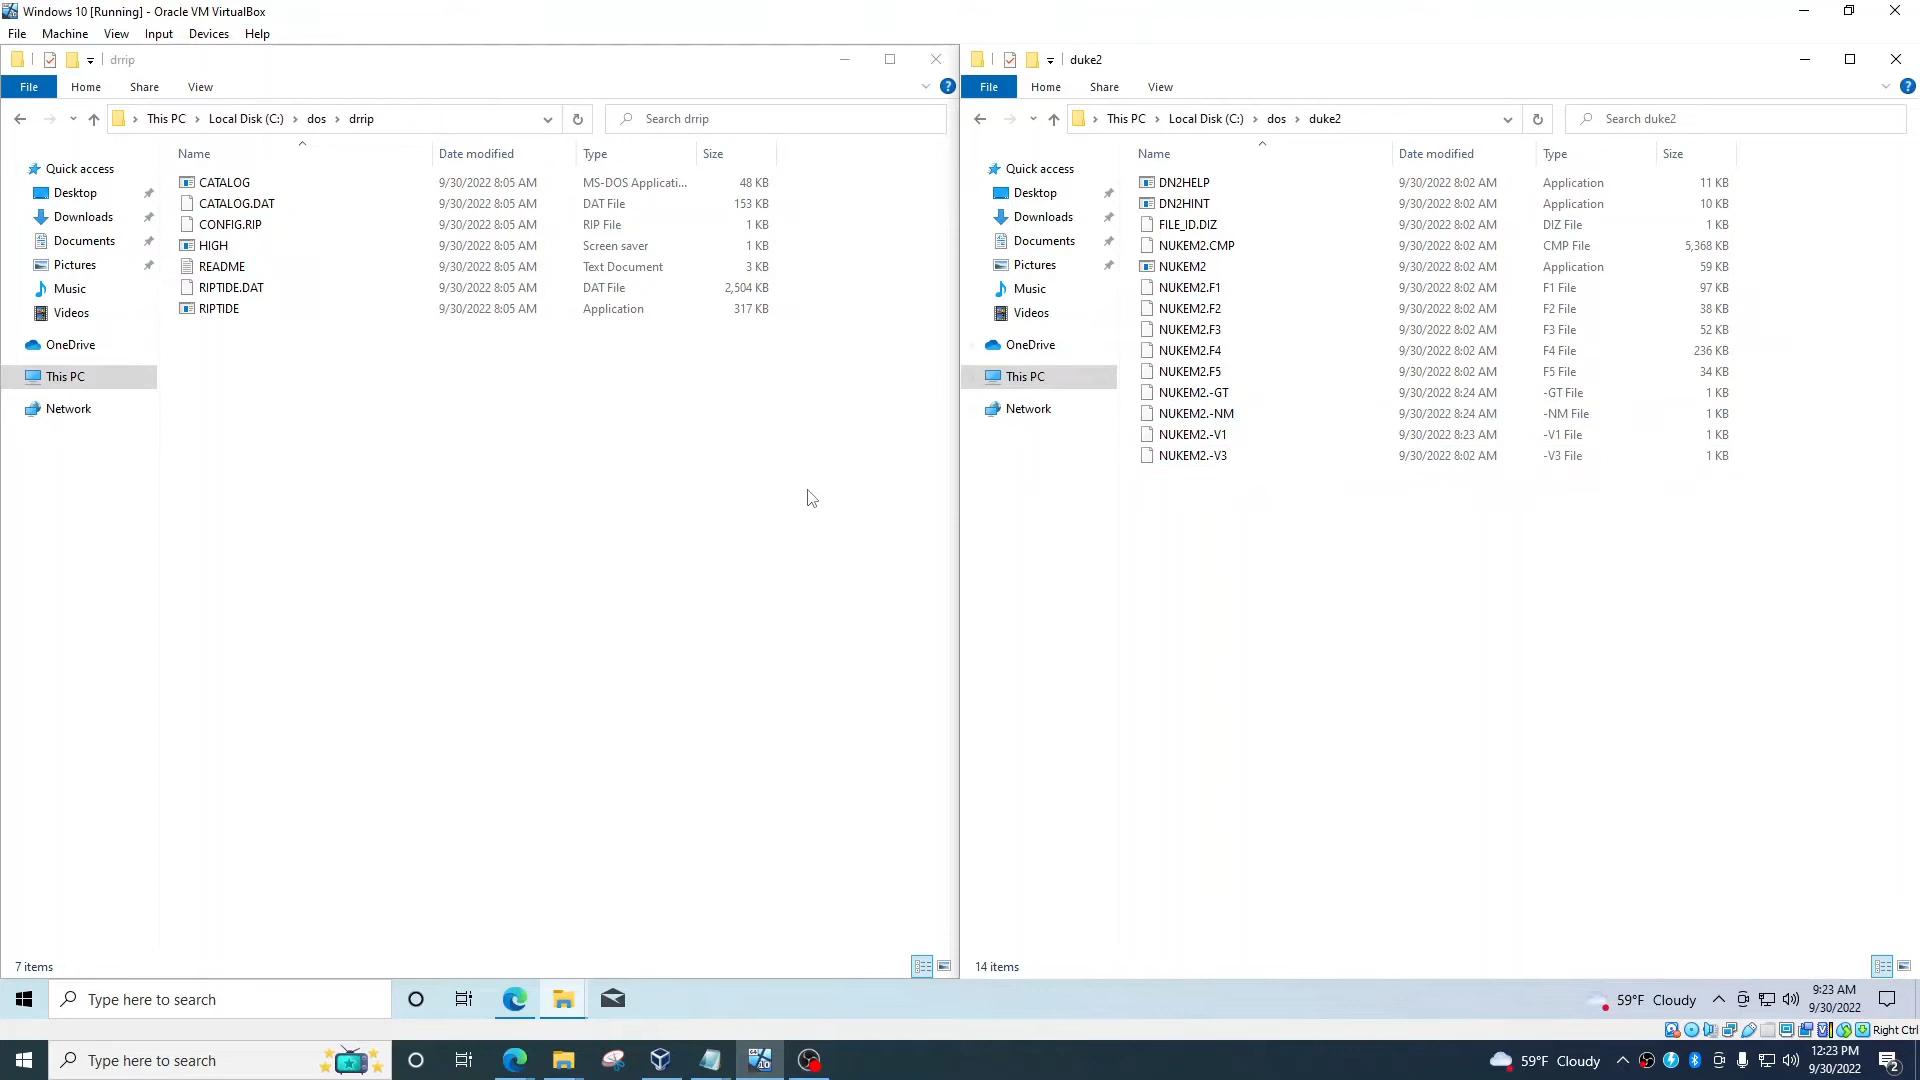 Windows 10 [Running] - Oracle VM VirtualBox
File Machine View Input Devices Help
drrip
File Home Share View
This PC > Local Disk (C:) > dos > drrip
Search drrip
Name Date modified Type Size
Quick access
Desktop
Downloads
Documents
Pictures
Music
Videos
OneDrive
This PC
Network
CATALOG 9/30/2022 8:05 AM MS-DOS Applicati... 48 KB
CATALOG.DAT 9/30/2022 8:05 AM DAT File 153 KB
CONFIG.RIP 9/30/2022 8:05 AM RIP File 1 KB
HIGH 9/30/2022 8:05 AM Screen saver 1 KB
README 9/30/2022 8:05 AM Text Document 3 KB
RIPTIDE.DAT 9/30/2022 8:05 AM DAT File 2,504 KB
RIPTIDE 9/30/2022 8:05 AM Application 317 KB
7 items
duke2
File Home Share View
This PC > Local Disk (C:) > dos > duke2
Search duke2
Name Date modified Type Size
Quick access
Desktop
Downloads
Documents
Pictures
Music
Videos
OneDrive
This PC
Network
DN2HELP 9/30/2022 8:02 AM Application 11 KB
DN2HINT 9/30/2022 8:02 AM Application 10 KB
FILE_ID.DIZ 9/30/2022 8:02 AM DIZ File 1 KB
NUKEM2.CMP 9/30/2022 8:02 AM CMP File 5,368 KB
NUKEM2 9/30/2022 8:02 AM Application 59 KB
NUKEM2.F1 9/30/2022 8:02 AM F1 File 97 KB
NUKEM2.F2 9/30/2022 8:02 AM F2 File 38 KB
NUKEM2.F3 9/30/2022 8:02 AM F3 File 52 KB
NUKEM2.F4 9/30/2022 8:02 AM F4 File 236 KB
NUKEM2.F5 9/30/2022 8:02 AM F5 File 34 KB
NUKEM2.-GT 9/30/2022 8:24 AM -GT File 1 KB
NUKEM2.-NM 9/30/2022 8:24 AM -NM File 1 KB
NUKEM2.-V1 9/30/2022 8:23 AM -V1 File 1 KB
NUKEM2.-V3 9/30/2022 8:02 AM -V3 File 1 KB
14 items
Type here to search
59°F Cloudy
9:23 AM
9/30/2022
Right Ctrl
Type here to search
10
59°F Cloudy
12:23 PM
9/30/2022
2